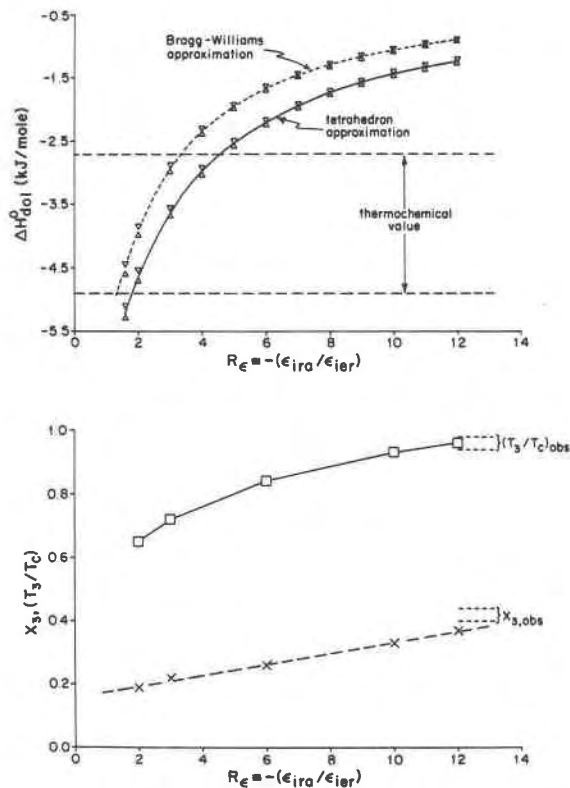 -0.5
-1.5
-2.5
-3.5
-4.5
-5.5
ΔH°dol (kJ/mole)
Bragg-Williams
approximation
tetrahedron
approximation
thermochemical
value
0 2 4 6 8 10 12 14
Rϵ ≡ -(ϵira/ϵier)
1.0
0.8
0.6
0.4
0.2
0.0
X3, (T3/Tc)
(T3/Tc)obs
X3,obs
0 2 4 6 8 10 12 14
Rϵ ≡ -(ϵira/ϵier)